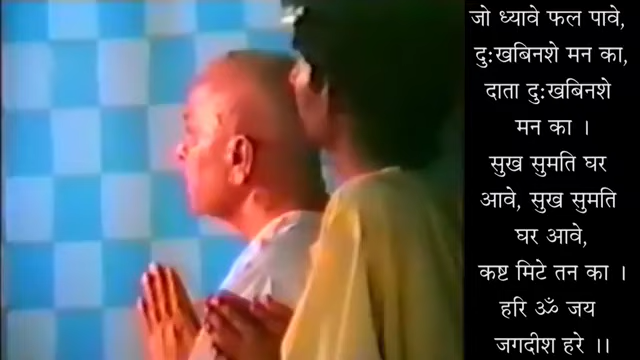 जो ध्यावे फल पावे,
दुःखबिनशे मन का,
दाता दुःखबिनशे
मन का ।
सुख सुमति घर
आवे, सुख सुमति
घर आवे,
कष्ट मिटे तन का ।
हरि ॐ जय
जगदीश हरे ।।